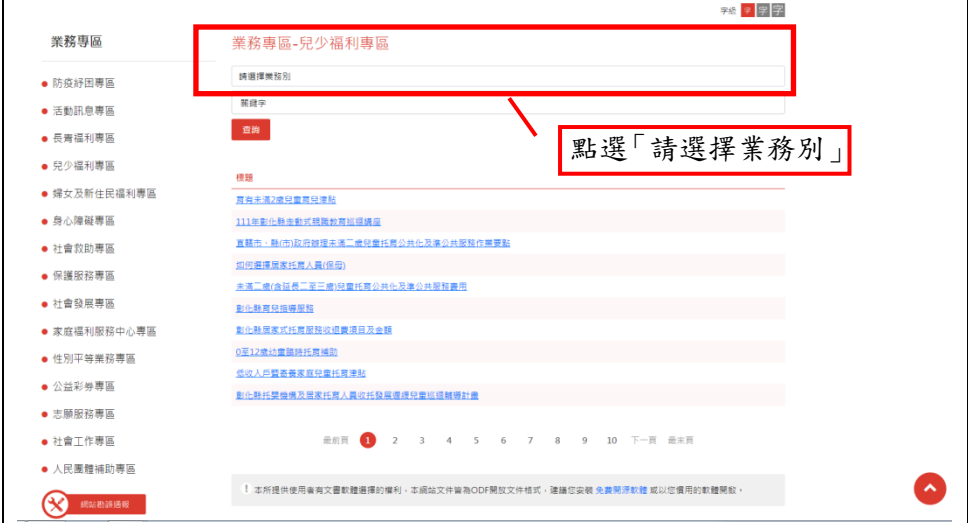 字級 字 字 字
業務專區
防疫紓困專區
活動訊息專區
長青福利專區
兒少福利專區
婦女及新住民福利專區
身心障礙專區
社會救助專區
保護服務專區
社會發展專區
家庭福利服務中心專區
性別平等業務專區
公益彩券專區
志願服務專區
社會工作專區
人民團體補助專區
網站勘誤通報
業務專區-兒少福利專區
請選擇業務別
關鍵字
查詢
點選「請選擇業務別」
標題
育有未滿2歲兒童育兒津貼
111年彰化縣走動式親職教育巡迴講座
直轄市、縣(市)政府辦理未滿二歲兒童托育公共化及準公共服務作業要點
如何選擇居家托育人員(保母)
未滿二歲(含延長二至三歲)兒童托育公共化及準公共服務費用
彰化縣育兒指導服務
彰化縣居家式托育服務收退費項目及金額
0至12歲幼童臨時托育補助
低收入戶暨寄養家庭兒童托育津貼
彰化縣托嬰機構及居家托育人員收托發展遲緩兒童巡迴輔導計畫
最前頁 1 2 3 4 5 6 7 8 9 10 下一頁 最末頁
! 本所提供使用者有文書軟體選擇的權利，本網站文件皆為ODF開放文件格式，建議您安裝 免費開源軟體 或以您慣用的軟體開啟。